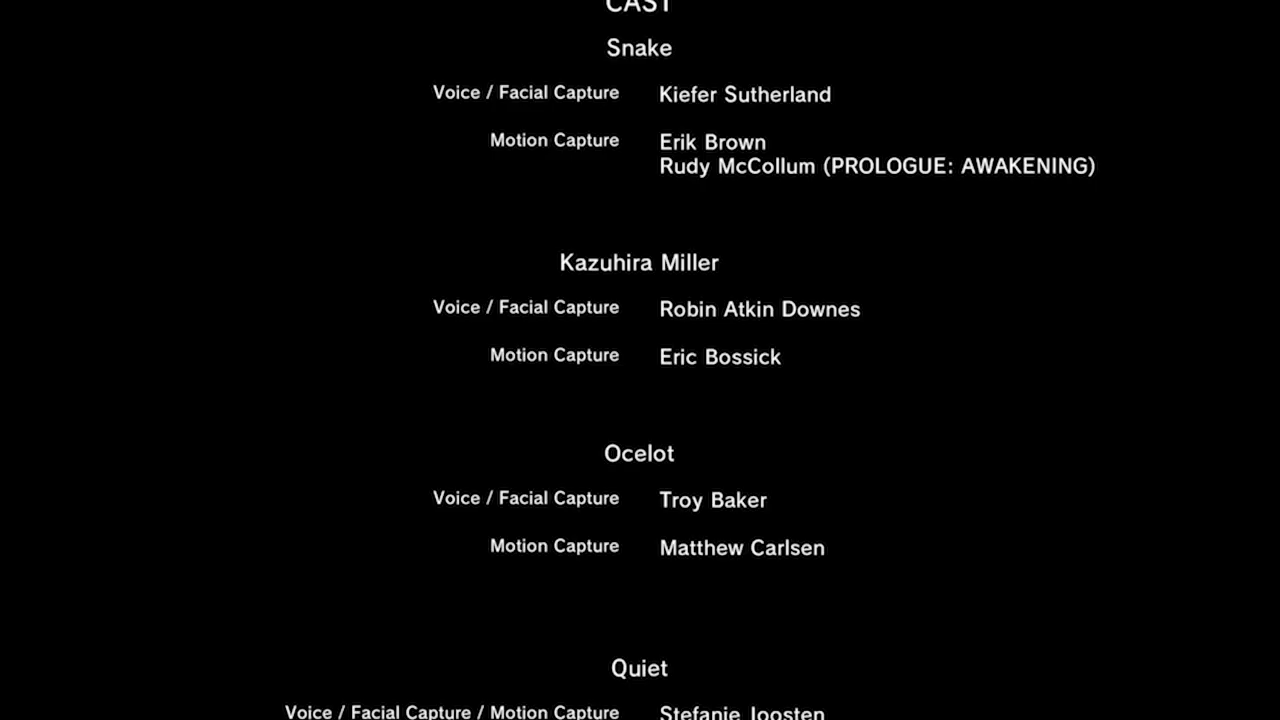 CAST
Snake
Voice / Facial Capture Kiefer Sutherland
Motion Capture Erik Brown
Rudy McCollum (PROLOGUE: AWAKENING)
Kazuhira Miller
Voice / Facial Capture Robin Atkin Downes
Motion Capture Eric Bossick
Ocelot
Voice / Facial Capture Troy Baker
Motion Capture Matthew Carlsen
Quiet
Voice / Facial Capture / Motion Capture Stefanie Joosten